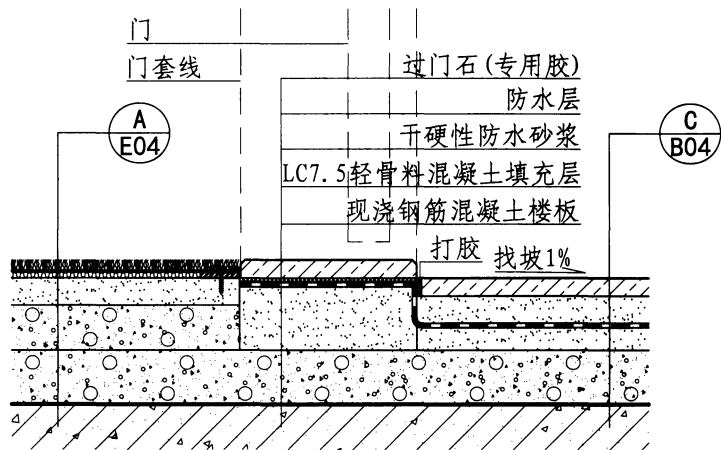 门
门套线
过门石(专用胶)
防水层
干硬性防水砂浆
LC7.5轻骨料混凝土填充层
现浇钢筋混凝土楼板
A
E04
C
B04
打胶
找坡1%